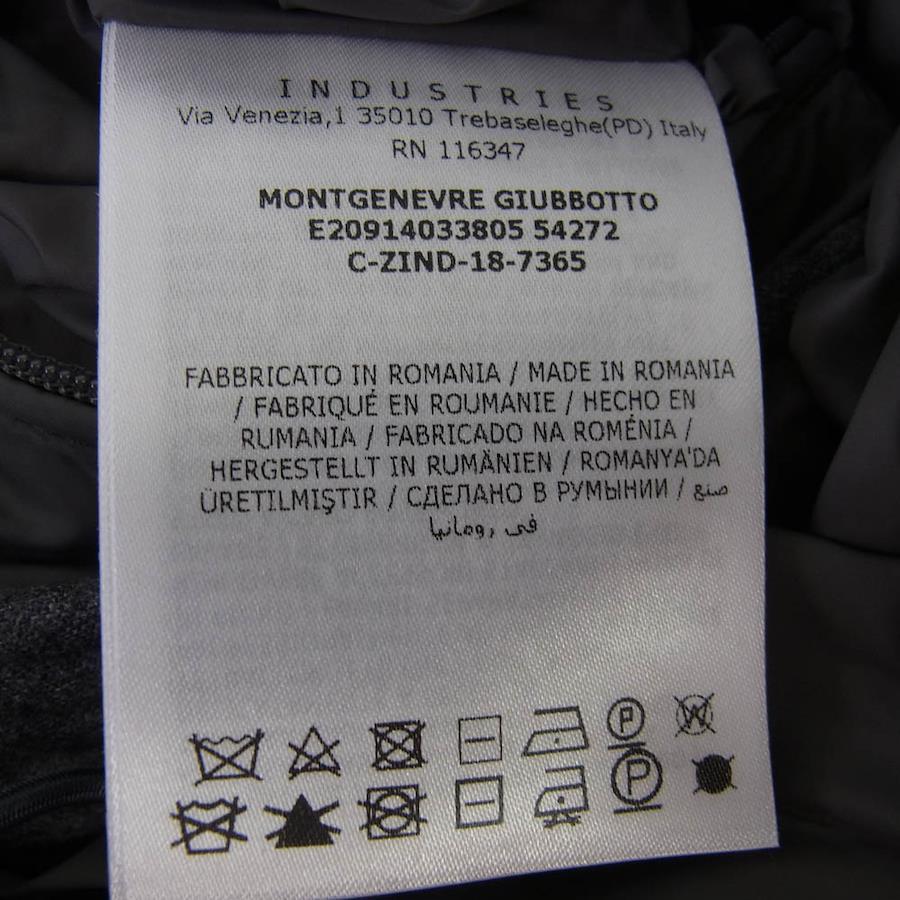 INDUSTRIES
Via Venezia,1 35010 Trebaseleghe(PD) Italy
RN 116347
MONTGENEVRE GIUBBOTTO
E20914033805 54272
C-ZIND-18-7365
FABBRICATO IN ROMANIA / MADE IN ROMANIA
/ FABRIQUÉ EN ROUMANIE / HECHO EN
RUMANIA / FABRICADO NA ROMÉNIA /
HERGESTELLT IN RUMÄNIEN / ROMANYA'DA
ÜRETILMIŞTIR / СДЕЛАНО В РУМЫНИИ / صنع
في رومانيا
P W
P